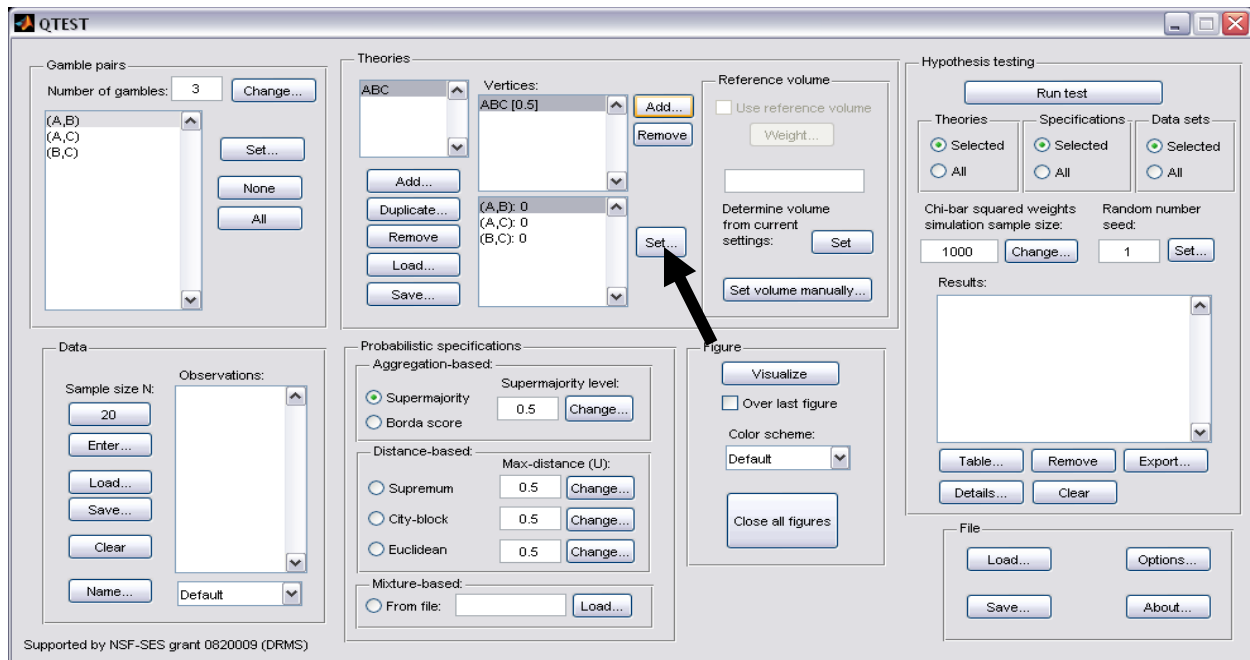 QTEST
Gamble pairs
Number of gambles: 3 Change...
(A,B)
(A,C)
(B,C)
Set...
None
All
Theories
ABC
Add...
Duplicate...
Remove
Load...
Save...
Vertices:
ABC [0.5]
Add...
Remove
(A,B): 0
(A,C): 0
(B,C): 0
Set...
Reference volume
Use reference volume
Weight...
Determine volume
from current
settings: Set
Set volume manually...
Hypothesis testing
Run test
Theories
Selected
All
Specifications
Selected
All
Data sets
Selected
All
Chi-bar squared weights
simulation sample size:
1000 Change...
Random number
seed:
1 Set...
Results:
Table... Remove Export...
Details... Clear
Data
Sample size N:
20
Enter...
Load...
Save...
Clear
Name...
Observations:
Default
Probabilistic specifications
Aggregation-based:
Supermajority
Borda score
Supermajority level:
0.5 Change...
Distance-based:
Max-distance (U):
Supremum 0.5 Change...
City-block 0.5 Change...
Euclidean 0.5 Change...
Mixture-based:
From file: Load...
Figure
Visualize
Over last figure
Color scheme:
Default
Close all figures
File
Load... Options...
Save... About...
Supported by NSF-SES grant 0820009 (DRMS)